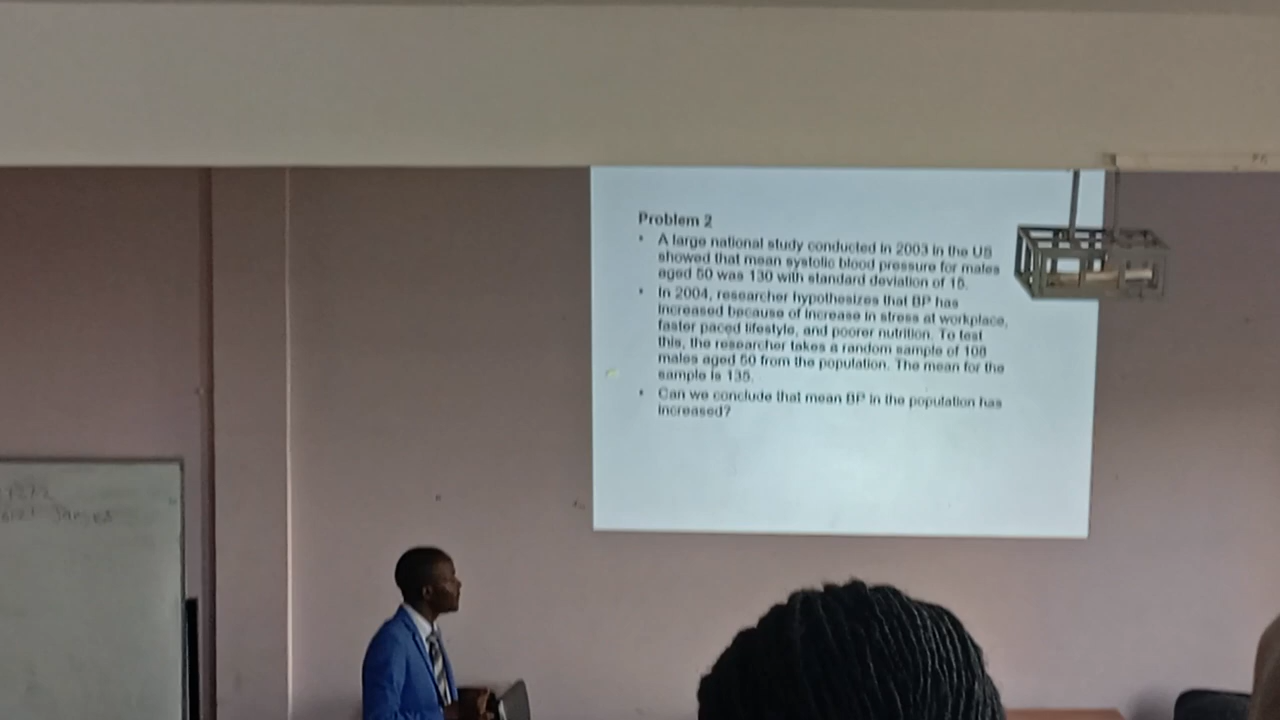 Problem 2
• A large national study conducted in 2003 in the US
showed that mean systolic blood pressure for males
aged 50 was 130 with standard deviation of 15.
• In 2004, researcher hypothesizes that BP has
increased because of increase in stress at workplace,
faster paced lifestyle, and poorer nutrition. To test
this, the researcher takes a random sample of 108
males aged 50 from the population. The mean for the
sample is 135.
• Can we conclude that mean BP in the population has
increased?